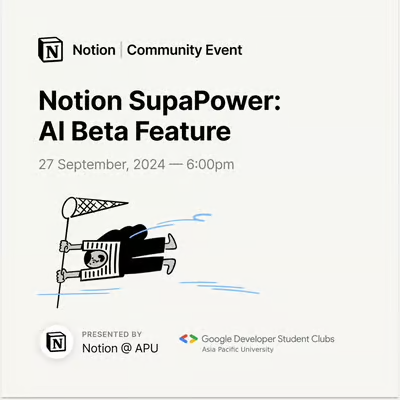 Notion | Community Event
Notion SupaPower:
AI Beta Feature
27 September, 2024 — 6:00pm
PRESENTED BY
Notion @ APU
Google Developer Student Clubs
Asia Pacific University